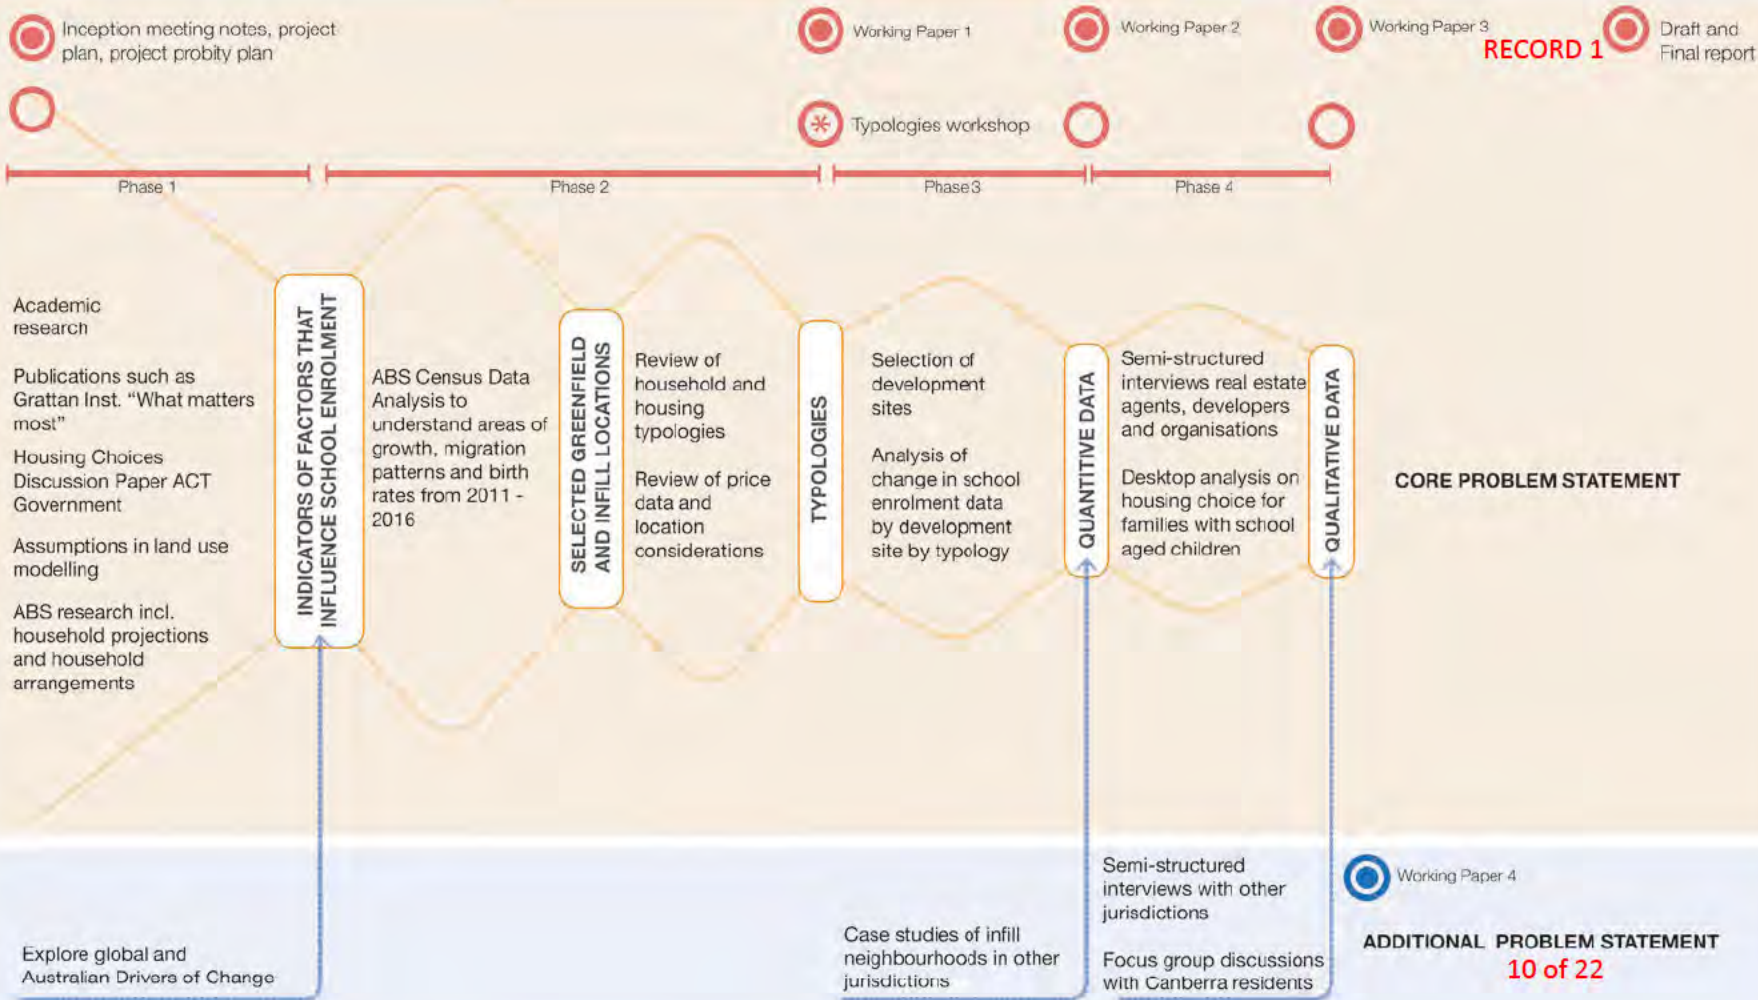 Inception meeting notes, project
plan, project probity plan
Working Paper 1
Working Paper 2
Working Paper 3
RECORD 1
Draft and
Final report
Typologies workshop
Phase 1
Phase 2
Phase3
Phase 4
Academic
research
Publications such as
Grattan Inst. “What matters
most”
Housing Choices
Discussion Paper ACT
Government
Assumptions in land use
modelling
ABS research incl.
household projections
and household
arrangements
INDICATORS OF FACTORS THAT
INFLUENCE SCHOOL ENROLMENT
ABS Census Data
Analysis to
understand areas of
growth, migration
patterns and birth
rates from 2011 -
2016
SELECTED GREENFIELD
AND INFILL LOCATIONS
Review of
household and
housing
typologies
Review of price
data and
location
considerations
TYPOLOGIES
Selection of
development
sites
Analysis of
change in school
enrolment data
by development
site by typology
QUANTITIVE DATA
Semi-structured
interviews real estate
agents, developers
and organisations
Desktop analysis on
housing choice for
families with school
aged children
QUALITATIVE DATA
CORE PROBLEM STATEMENT
Explore global and
Australian Drivers of Change
Case studies of infill
neighbourhoods in other
jurisdictions
Semi-structured
interviews with other
jurisdictions
Focus group discussions
with Canberra residents
Working Paper 4
ADDITIONAL PROBLEM STATEMENT
10 of 22